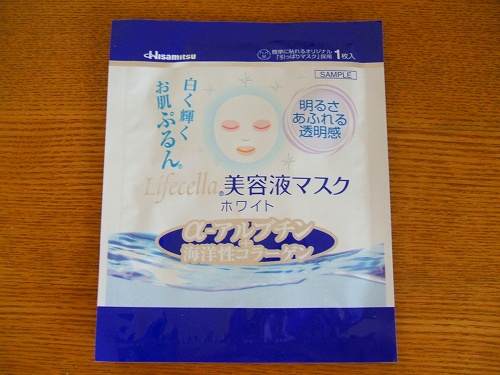 Hisamitsu
簡単に貼れるオリジナル
「引っぱりマスク」採用
1枚入
SAMPLE
白く輝く
お肌ぷるん。
明るさ
あふれる
透明感
Lifecella®美容液マスク
ホワイト
α-アルブチン
海洋性コラーゲン